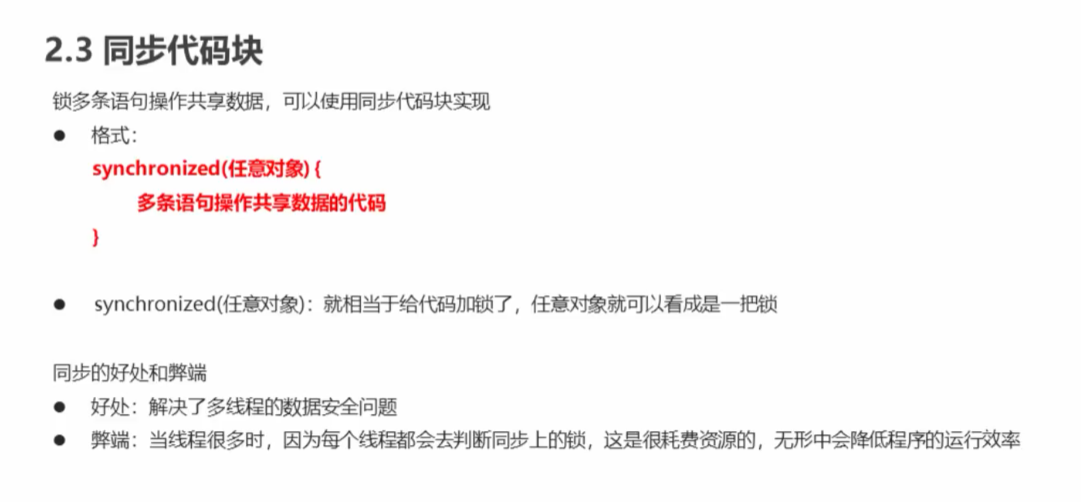 2.3 同步代码块
锁多条语句操作共享数据，可以使用同步代码块实现
● 格式：
synchronized(任意对象) {
多条语句操作共享数据的代码
}
● synchronized(任意对象)：就相当于给代码加锁了，任意对象就可以看成是一把锁
同步的好处和弊端
● 好处：解决了多线程的数据安全问题
● 弊端：当线程很多时，因为每个线程都会去判断同步上的锁，这是很耗费资源的，无形中会降低程序的运行效率